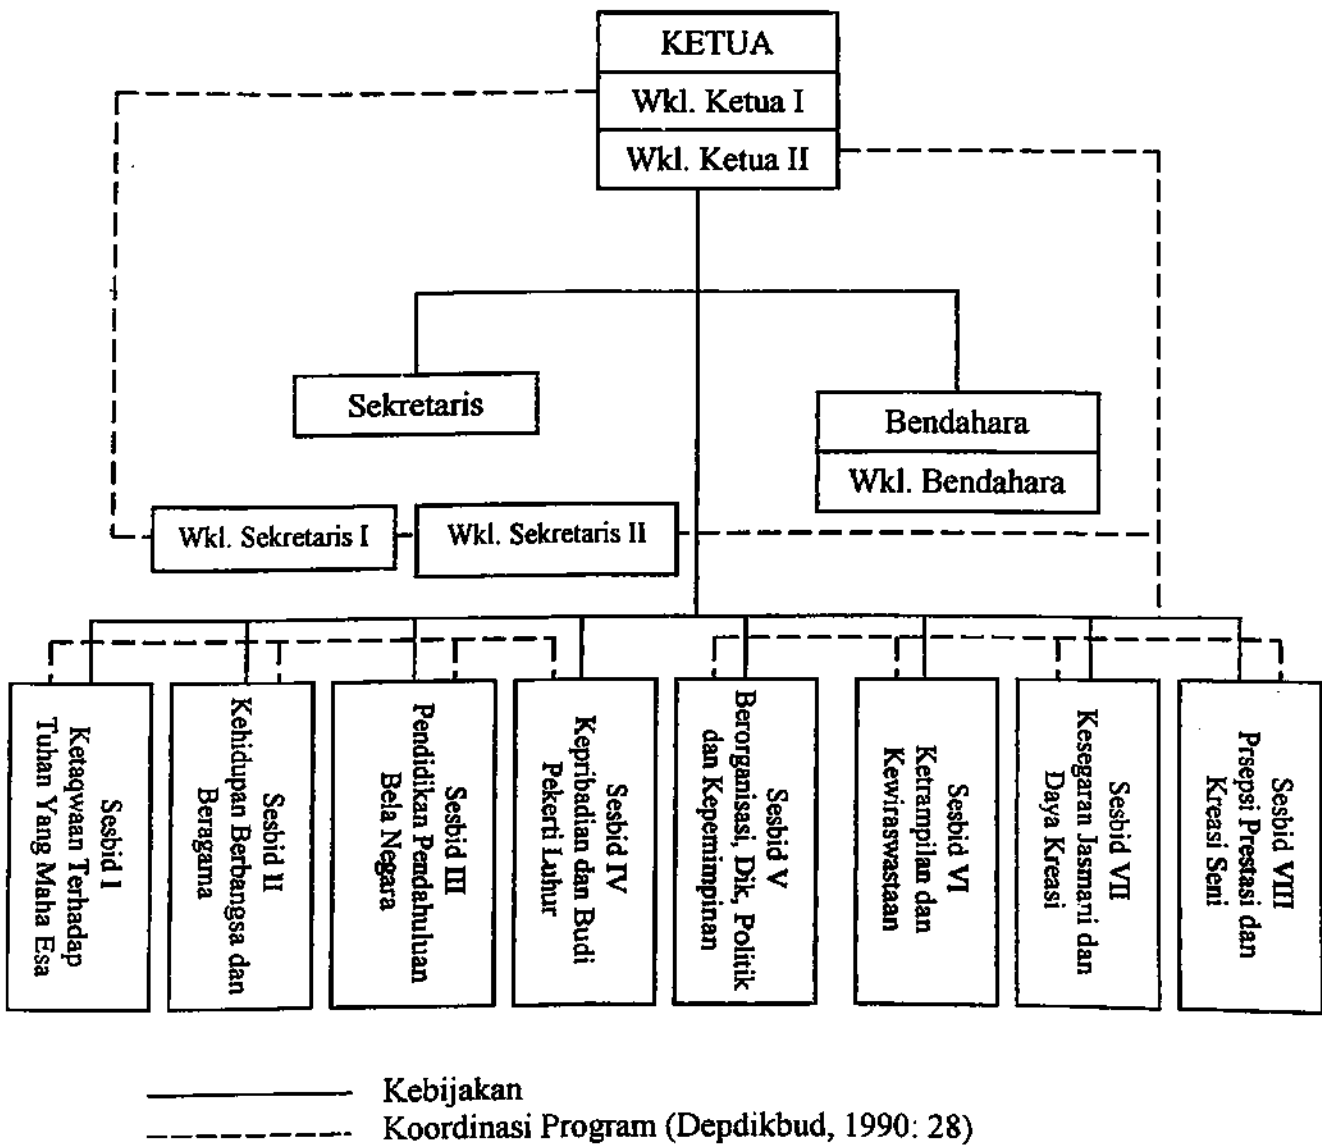 KETUA
Wkl. Ketua I
Wkl. Ketua II
Sekretaris
Bendahara
Wkl. Bendahara
Wkl. Sekretaris I
Wkl. Sekretaris II
Sesbid I
Ketaqwaan Terhadap
Tuhan Yang Maha Esa
Sesbid 11
Kehidupan Berbangsa dan
Beragama
Sesbid III
Pendidikan Pendahuluan
Bela Negara
Sesbid IV
Kepribadian dan Budi
Pekerti Luhur
Sesbid V
Berorganisasi, Dik, Politik
dan Kepemimpinan
Sesbid VI
Ketrampilan dan
Kewiraswastaan
Sesbid VII
Kesegaran Jasmani dan
Daya Kreasi
Sesbid VIII
Prsepsi Prestasi dan
Kreasi Seni
Kebijakan
Koordinasi Program (Depdikbud, 1990: 28)